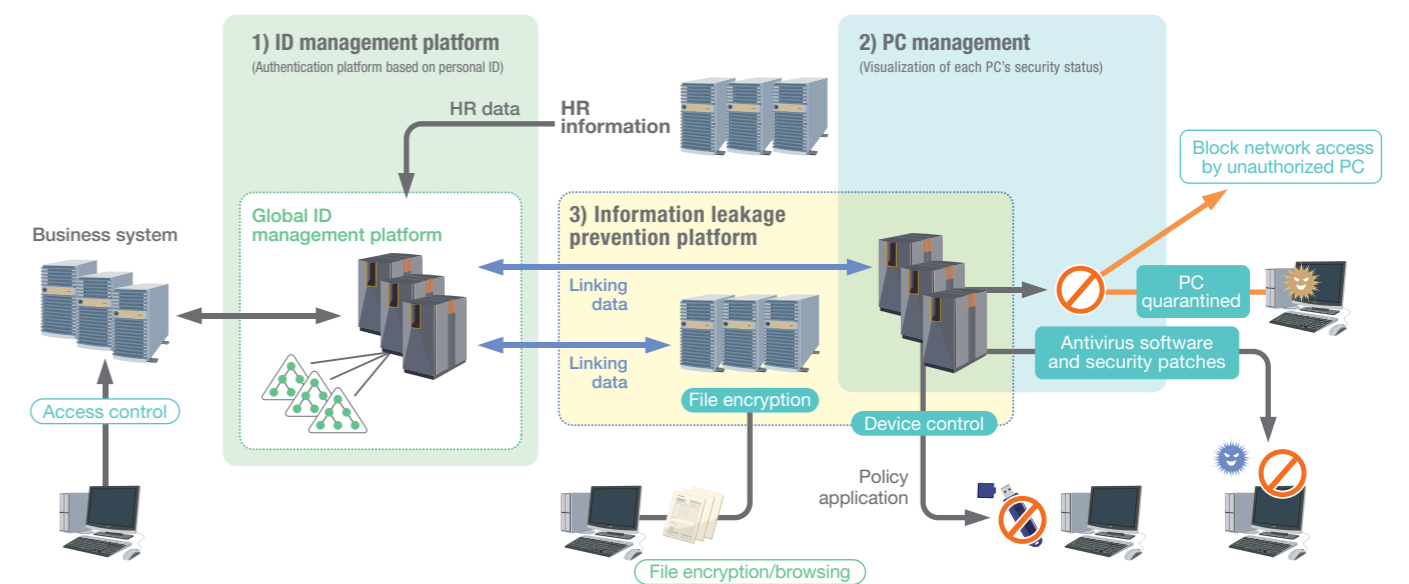 1) ID management platform
(Authentication platform based on personal ID)
2) PC management
(Visualization of each PC's security status)
HR data
HR
information
Block network access
by unauthorized PC
Global ID
management platform
3) Information leakage
prevention platform
Business system
Linking
data
PC
quarantined
Antivirus software
and security patches
Linking
data
File encryption
Access control
Device control
Policy
application
File encryption/browsing